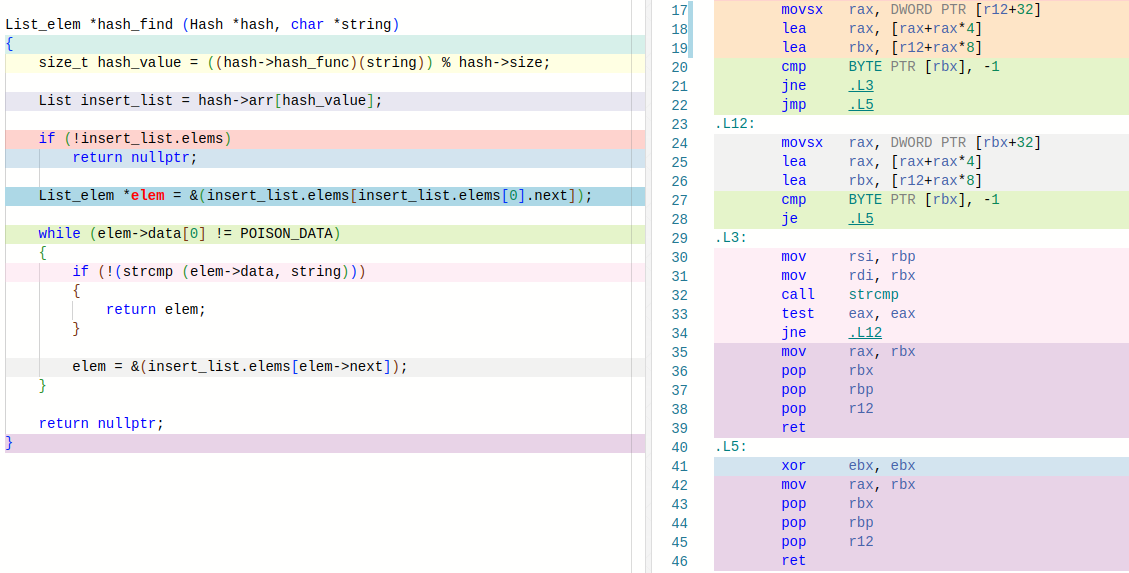 List_elem *hash_find (Hash *hash, char *string)
{
    size_t hash_value = ((hash->hash_func)(string)) % hash->size;
    List insert_list = hash->arr[hash_value];
    if (!insert_list.elems)
        return nullptr;
    List_elem *elem = &(insert_list.elems[insert_list.elems[0].next]);
    while (elem->data[0] != POISON_DATA)
    {
        if (!(strcmp (elem->data, string)))
        {
            return elem;
        }
        elem = &(insert_list.elems[elem->next]);
    }
    return nullptr;
}
17         movsx   rax, DWORD PTR [r12+32]
18         lea     rax, [rax+rax*4]
19         lea     rbx, [r12+rax*8]
20         cmp     BYTE PTR [rbx], -1
21         jne     .L3
22         jmp     .L5
23 .L12:
24         movsx   rax, DWORD PTR [rbx+32]
25         lea     rax, [rax+rax*4]
26         lea     rbx, [r12+rax*8]
27         cmp     BYTE PTR [rbx], -1
28         je      .L5
29 .L3:
30         mov     rsi, rbp
31         mov     rdi, rbx
32         call    strcmp
33         test    eax, eax
34         jne     .L12
35         mov     rax, rbx
36         pop     rbx
37         pop     rbp
38         pop     r12
39         ret
40 .L5:
41         xor     ebx, ebx
42         mov     rax, rbx
43         pop     rbx
44         pop     rbp
45         pop     r12
46         ret